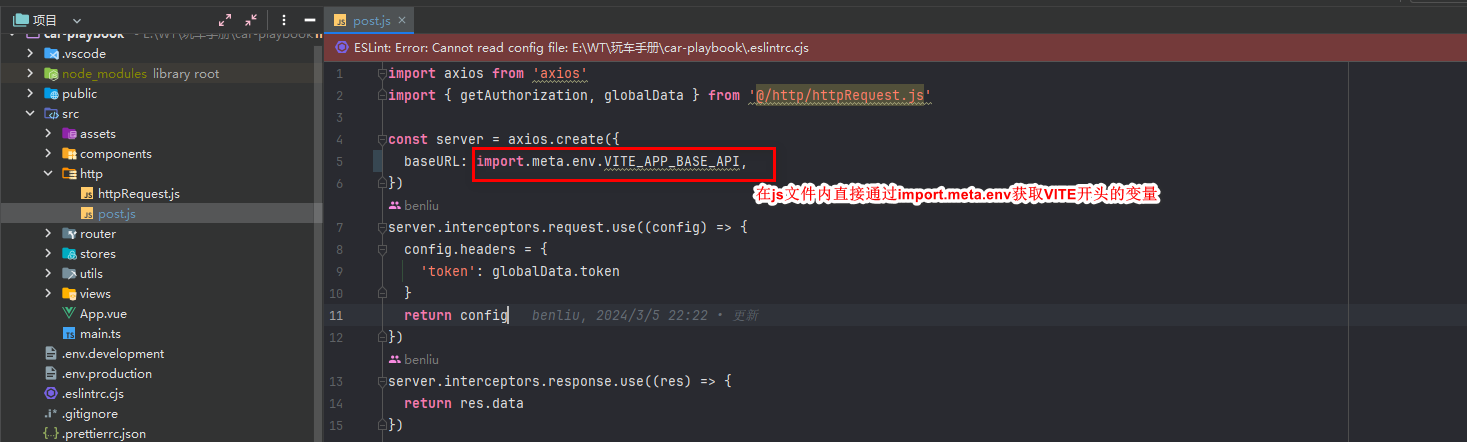 项目
post.js
car-playbook E:\WT\玩车手册\car-playbook
.vscode
node_modules library root
public
src
assets
components
http
httpRequest.js
post.js
router
stores
utils
views
App.vue
main.ts
.env.development
.env.production
.eslintrc.cjs
.gitignore
.prettierrc.json
ESLint: Error: Cannot read config file: E:\WT\玩车手册\car-playbook\.eslintrc.cjs
1 import axios from 'axios'
2 import { getAuthorization, globalData } from '@/http/httpRequest.js'
3
4 const server = axios.create({
5 baseURL: import.meta.env.VITE_APP_BASE_API,
6 })
在js文件内直接通过import.meta.env获取VITE开头的变量
benliu
7 server.interceptors.request.use((config) => {
8 config.headers = {
9 'token': globalData.token
10 }
11 return config benliu, 2024/3/5 22:22 • 更新
12 })
benliu
13 server.interceptors.response.use((res) => {
14 return res.data
15 })